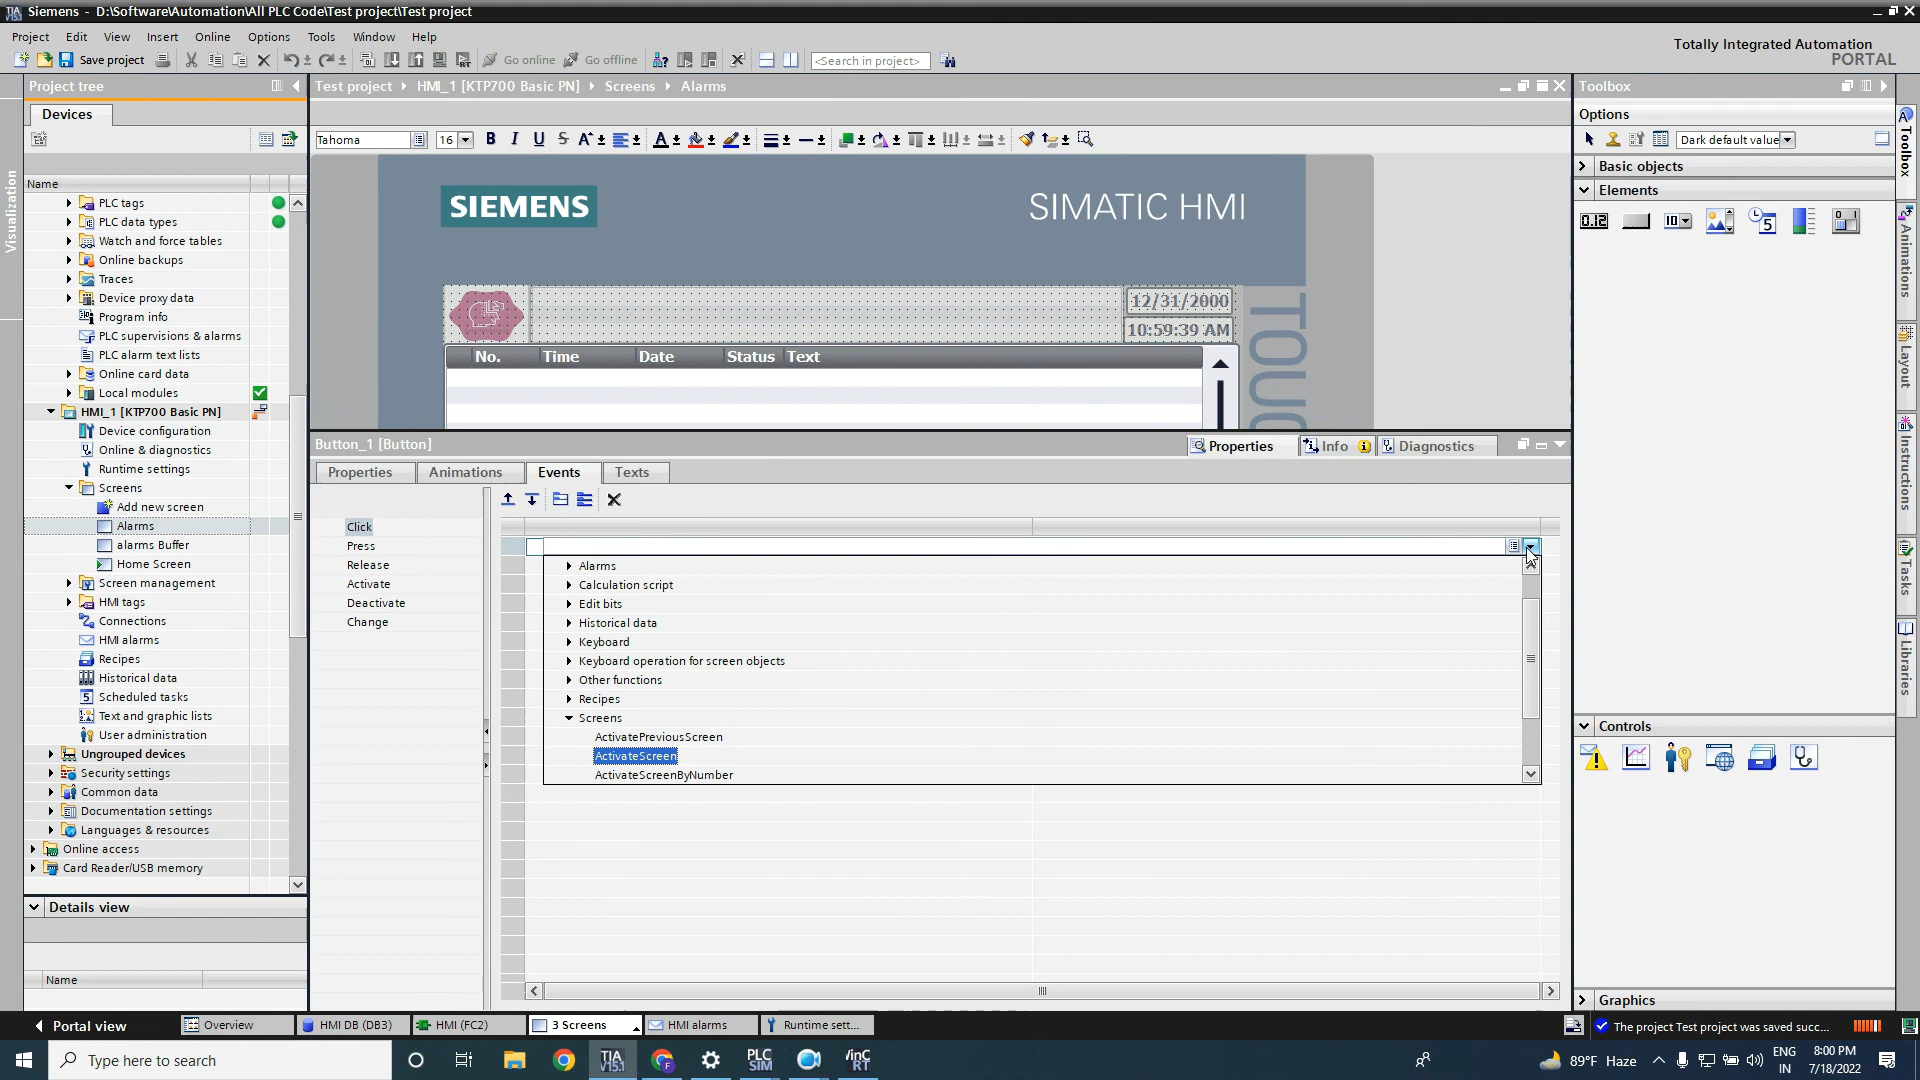 Siemens - D:\Software\Automation\All PLC Code\Test project\Test project
Project Edit View Insert Online Options Tools Window Help
Totally Integrated Automation
PORTAL
Save project Go online Go offline <Search in project>
Project tree
Test project HMI_1 [KTP700 Basic PN] Screens Alarms
Toolbox
Devices
Options
Tahoma 16 B I U S A
Dark default value
Basic objects
Elements
Name
PLC tags
PLC data types
Watch and force tables
Online backups
Traces
Device proxy data
Program info
PLC supervisions & alarms
PLC alarm text lists
Online card data
Local modules
HMI_1 [KTP700 Basic PN]
Device configuration
Online & diagnostics
Runtime settings
Screens
Add new screen
Alarms
alarms Buffer
Home Screen
Screen management
HMI tags
Connections
HMI alarms
Recipes
Historical data
Scheduled tasks
Text and graphic lists
User administration
Ungrouped devices
Security settings
Common data
Documentation settings
Languages & resources
Online access
Card Reader/USB memory
Details view
Name
Visualization
SIEMENS
SIMATIC HMI
12/31/2000
10:59:39 AM
TOUC
No. Time Date Status Text
Button_1 [Button]
Properties Info Diagnostics
Properties Animations Events Texts
Click
Press
Release
Activate
Deactivate
Change
Alarms
Calculation script
Edit bits
Historical data
Keyboard
Keyboard operation for screen objects
Other functions
Recipes
Screens
ActivatePreviousScreen
ActivateScreen
ActivateScreenByNumber
Controls
Graphics
Toolbox
Animations
Layout
Instructions
Tasks
Libraries
Portal view Overview HMI DB (DB3) HMI (FC2) 3 Screens HMI alarms Runtime sett...
The project Test project was saved succ...
Type here to search
TIA V15.1
PLC SIM
WinC RT
89°F Haze
ENG
IN
8:00 PM
7/18/2022